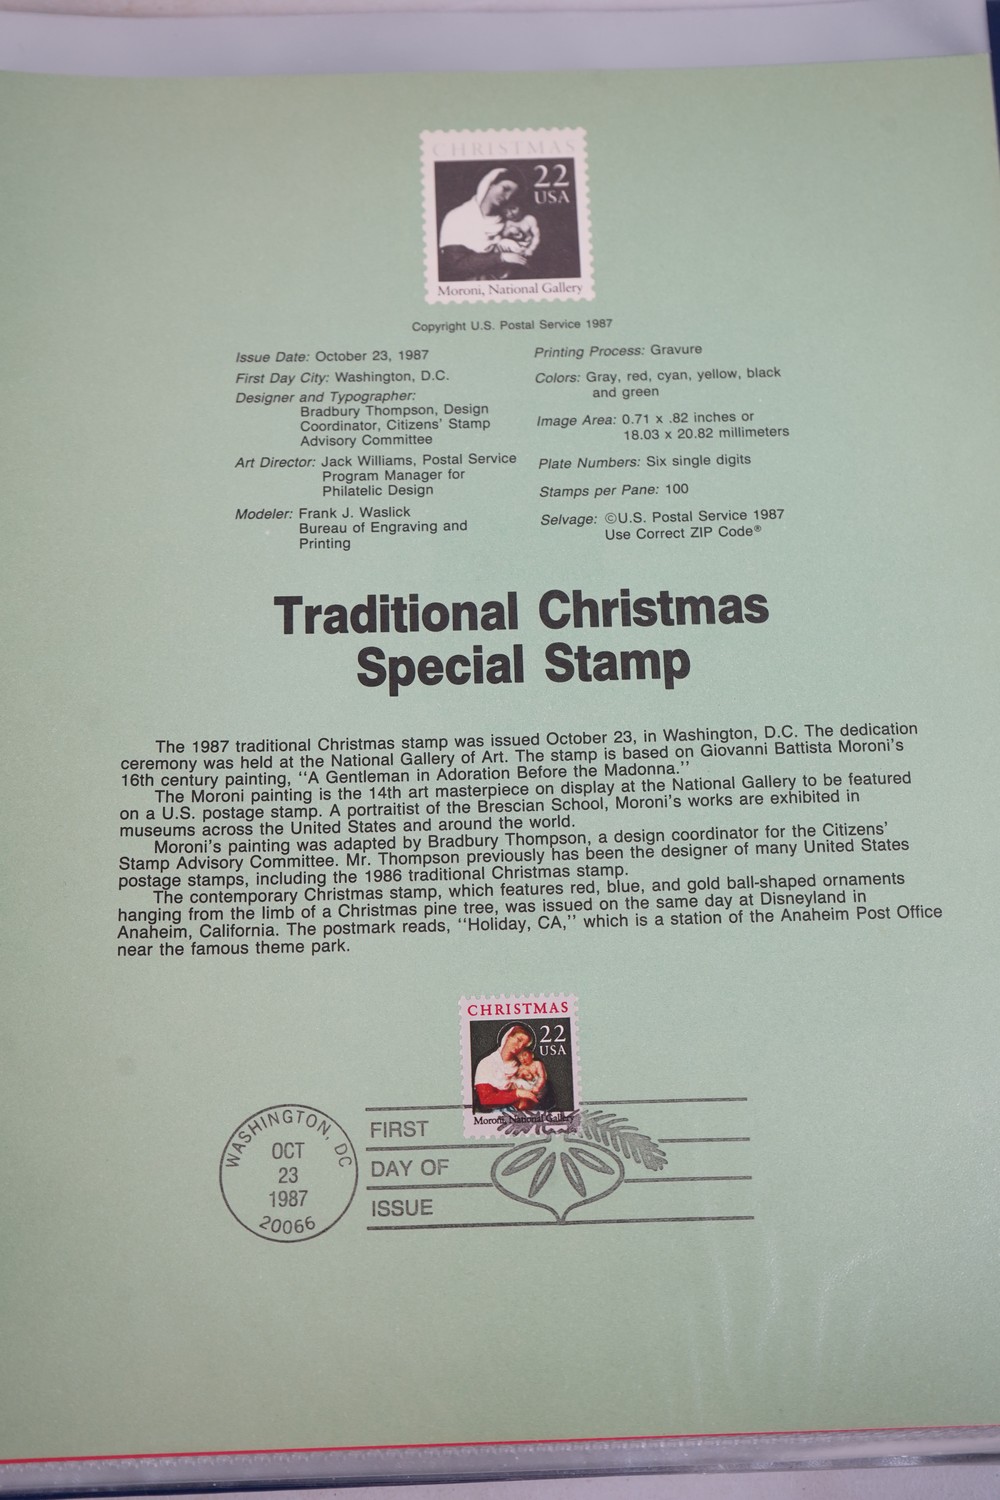 CHRISTMAS
22
USA
Moroni, National Gallery
Copyright U.S. Postal Service 1987
Issue Date: October 23, 1987
First Day City: Washington, D.C.
Designer and Typographer:
Bradbury Thompson, Design
Coordinator, Citizens' Stamp
Advisory Committee
Art Director: Jack Williams, Postal Service
Program Manager for
Philatelic Design
Modeler: Frank J. Waslick
Bureau of Engraving and
Printing
Printing Process: Gravure
Colors: Gray, red, cyan, yellow, black
and green
Image Area: 0.71 x .82 inches or
18.03 x 20.82 millimeters
Plate Numbers: Six single digits
Stamps per Pane: 100
Selvage: ©U.S. Postal Service 1987
Use Correct ZIP Code®
Traditional Christmas
Special Stamp
The 1987 traditional Christmas stamp was issued October 23, in Washington, D.C. The dedication
ceremony was held at the National Gallery of Art. The stamp is based on Giovanni Battista Moroni's
16th century painting, "A Gentleman in Adoration Before the Madonna."
The Moroni painting is the 14th art masterpiece on display at the National Gallery to be featured
on a U.S. postage stamp. A portraitist of the Brescian School, Moroni's works are exhibited in
museums across the United States and around the world.
Moroni's painting was adapted by Bradbury Thompson, a design coordinator for the Citizens'
Stamp Advisory Committee. Mr. Thompson previously has been the designer of many United States
postage stamps, including the 1986 traditional Christmas stamp.
The contemporary Christmas stamp, which features red, blue, and gold ball-shaped ornaments
hanging from the limb of a Christmas pine tree, was issued on the same day at Disneyland in
Anaheim, California. The postmark reads, "Holiday, CA," which is a station of the Anaheim Post Office
near the famous theme park.
CHRISTMAS
22
USA
Moroni, National Gallery
WASHINGTON, DC
OCT
23
1987
20066
FIRST
DAY OF
ISSUE